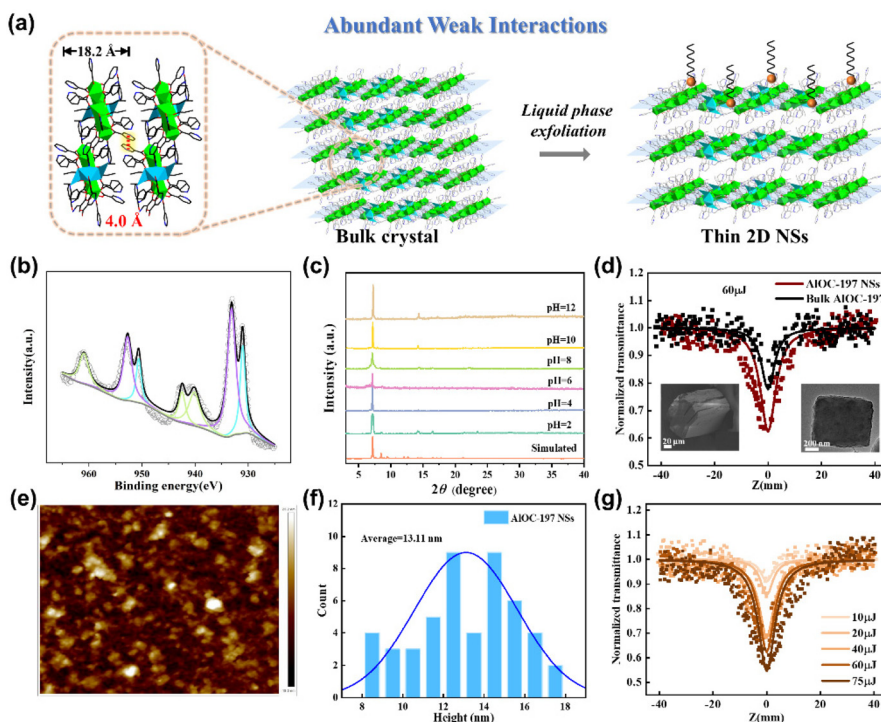 Abundant Weak Interactions
(a)
18.2 Å
4.0 Å
Bulk crystal
Liquid phase
exfoliation
Thin 2D NSs
(b)
Intensity(a.u.)
960 950 940 930
Binding energy(eV)
(c)
Intensity (a.u.)
pH=12
pH=10
pH=8
pH=6
pH=4
pH=2
Simulated
5 10 15 20 25 30 35 40
2θ (degree)
(d)
Normalized transmittance
60μJ
AlOC-197 NSs
Bulk AlOC-197
1.2
1.1
1.0
0.9
0.8
0.7
0.6
0.5
20 μm
200 nm
-40 -20 0 20 40
Z(mm)
(e)
(f)
Count
12
10
8
6
4
2
0
AlOC-197 NSs
Average=13.11 nm
8 10 12 14 16 18
Height(nm)
(g)
Normalized transmittance
1.2
1.1
1.0
0.9
0.8
0.7
0.6
0.5
10μJ
20μJ
40μJ
60μJ
75μJ
-40 -20 0 20 40
Z(mm)